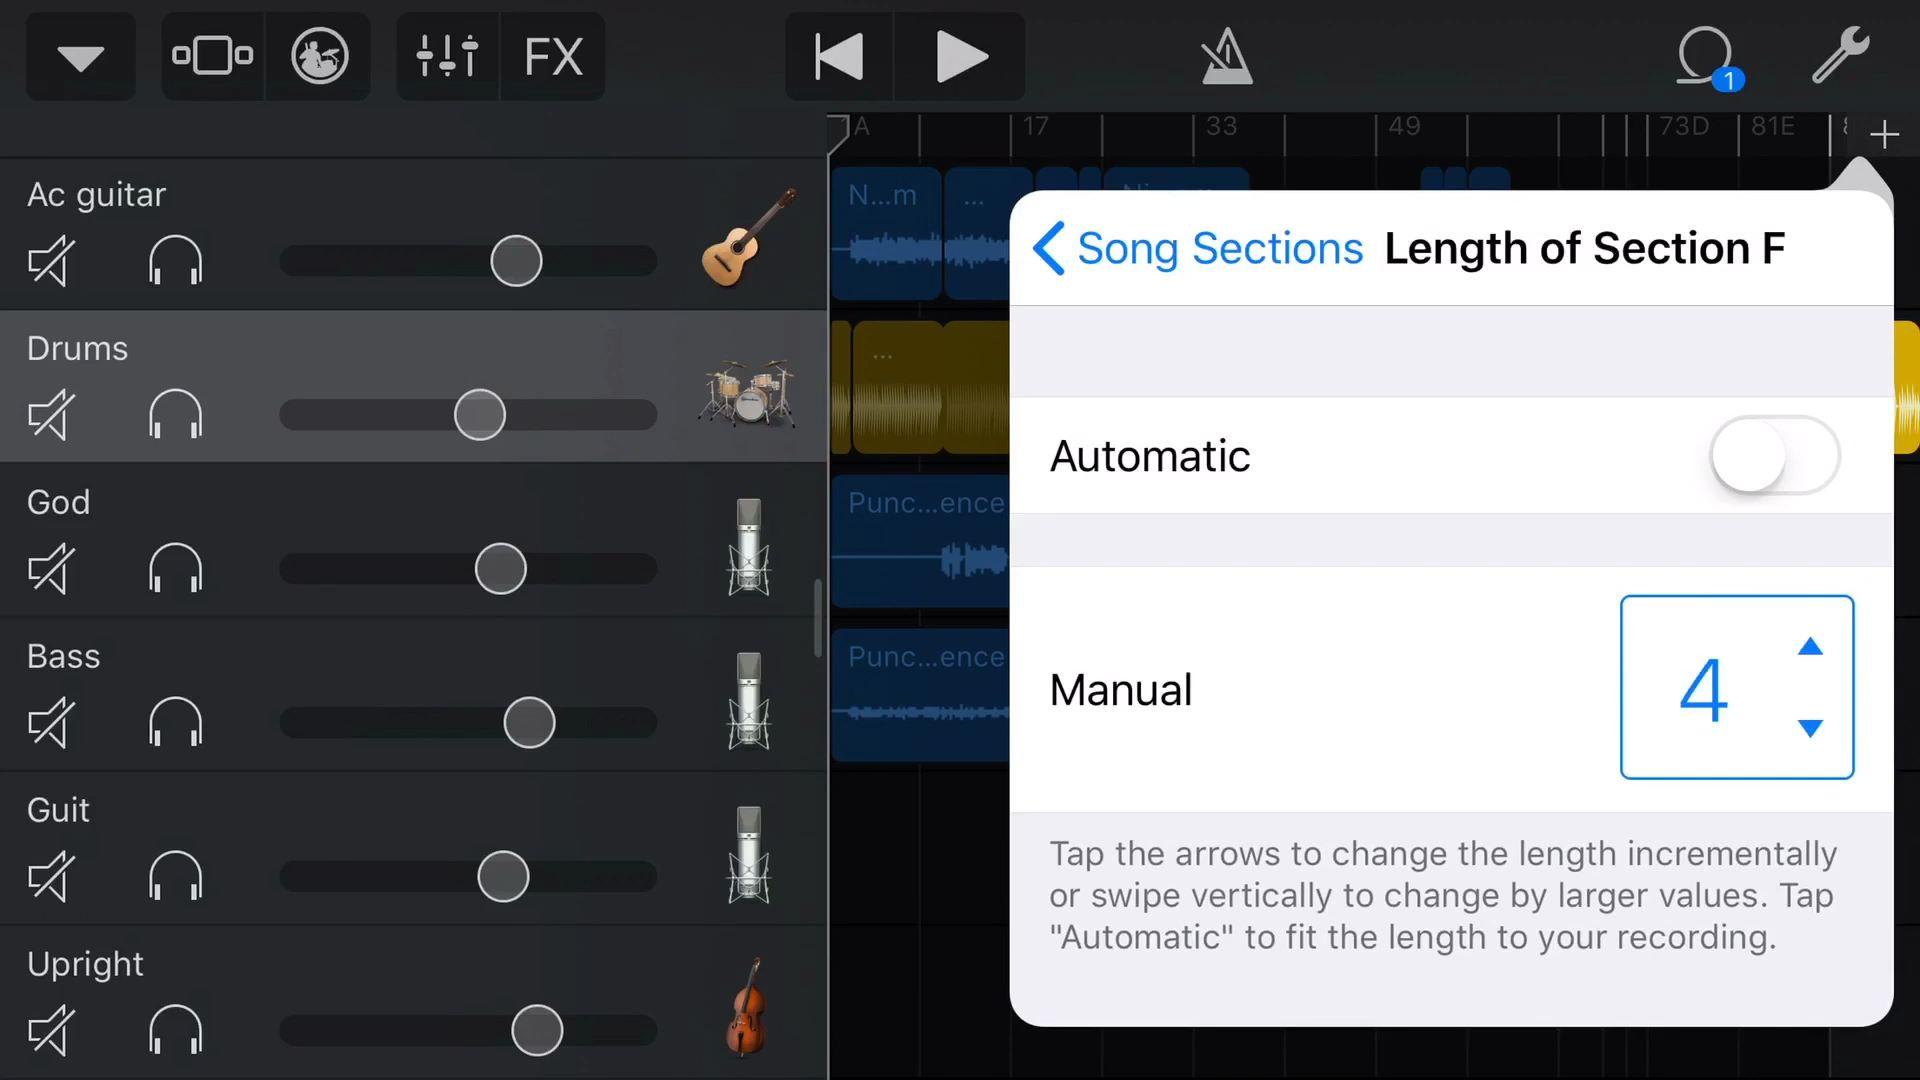 FX
1
A
17
33
49
73D
81E
Ac guitar
N...m
...
Song Sections
Length of Section F
Drums
...
Automatic
God
Punc...ence
Bass
Punc...ence
Manual
4
Guit
Tap the arrows to change the length incrementally
or swipe vertically to change by larger values. Tap
"Automatic" to fit the length to your recording.
Upright